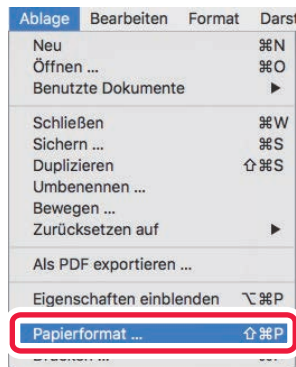 Ablage Bearbeiten Format Darst
Neu ⌘N
Öffnen ... ⌘O
Benutzte Dokumente ▶
Schließen ⌘W
Sichern ... ⌘S
Duplizieren ⇧⌘S
Umbenennen ...
Bewegen ...
Zurücksetzen auf ▶
Als PDF exportieren ...
Eigenschaften einblenden ⌥⌘P
Papierformat ... ⇧⌘P